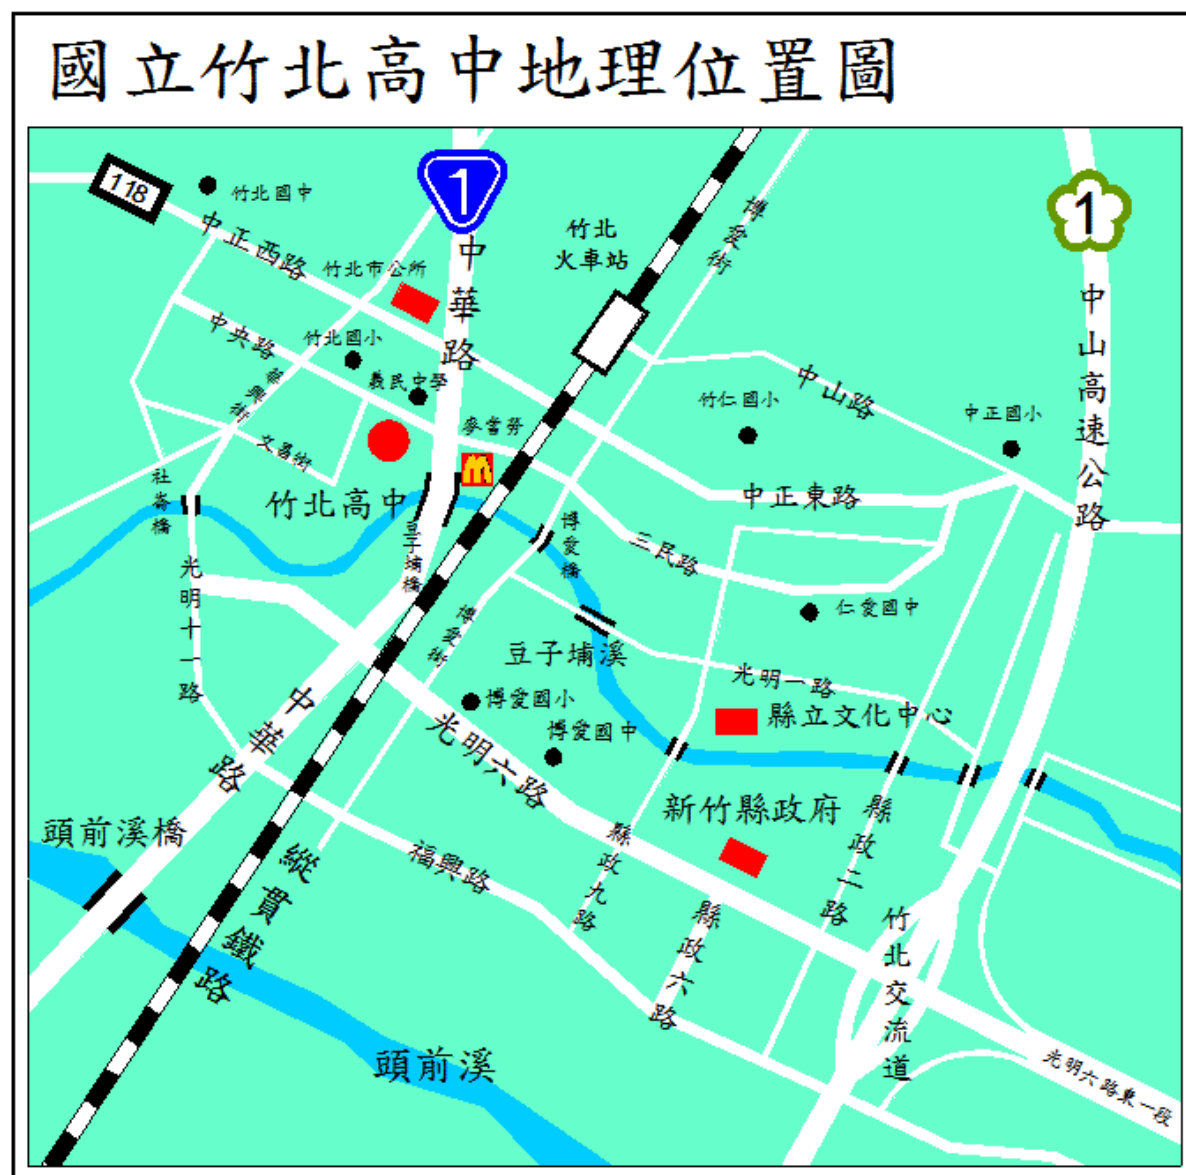 國立竹北高中地理位置圖
118
竹北國中
1
1
中正西路
竹北市公所
中華路
竹北
火車站
博愛街
中山高速公路
中央路
竹北國小
義民中學
華興街
麥當勞
竹仁國小
中山路
中正國小
文昌街
社崙橋
竹北高中
豆子埔橋
博愛橋
中正東路
三民路
光明十一路
博愛街
豆子埔溪
仁愛國中
光明一路
中華路
博愛國小
博愛國中
縣立文化中心
光明六路
新竹縣政府
頭前溪橋
縱貫鐵路
福興路
縣政九路
縣政二路
縣政六路
竹北交流道
頭前溪
光明六路東一段